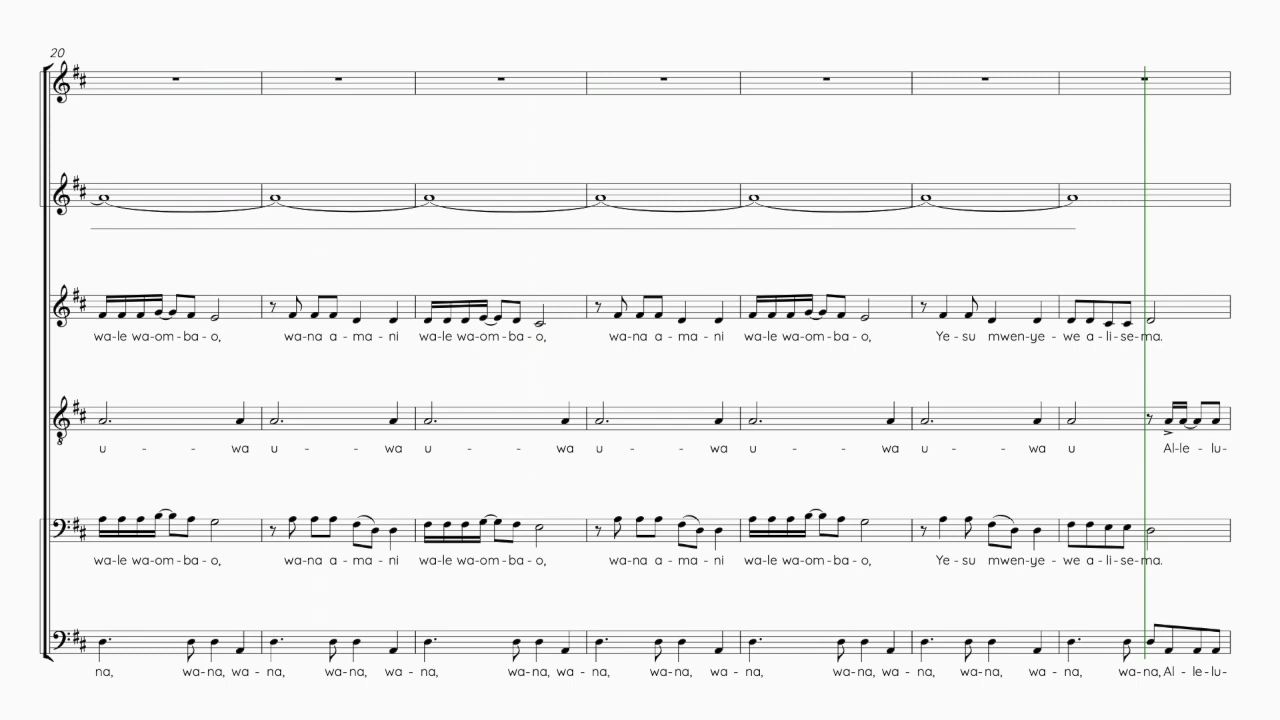 20
wa-le wa-om-ba-o, wa-na a-ma-ni wa-le wa-om-ba-o, wa-na a-ma-ni wa-le wa-om-ba-o, Ye-su mwen-ye-we a-li-se-ma.
u - - wa u - - wa u - - wa u - - wa u - - wa u - - wa u Al-le-lu-
wa-le wa-om-ba-o, wa-na a-ma-ni wa-le wa-om-ba-o, wa-na a-ma-ni wa-le wa-om-ba-o, Ye-su mwen-ye-we a-li-se-ma.
na, wa-na, wa-na, wa-na, wa-na, wa-na, wa-na, wa-na, wa-na, wa-na, wa-na, wa-na, wa-na, wa-na, Al-le-lu-